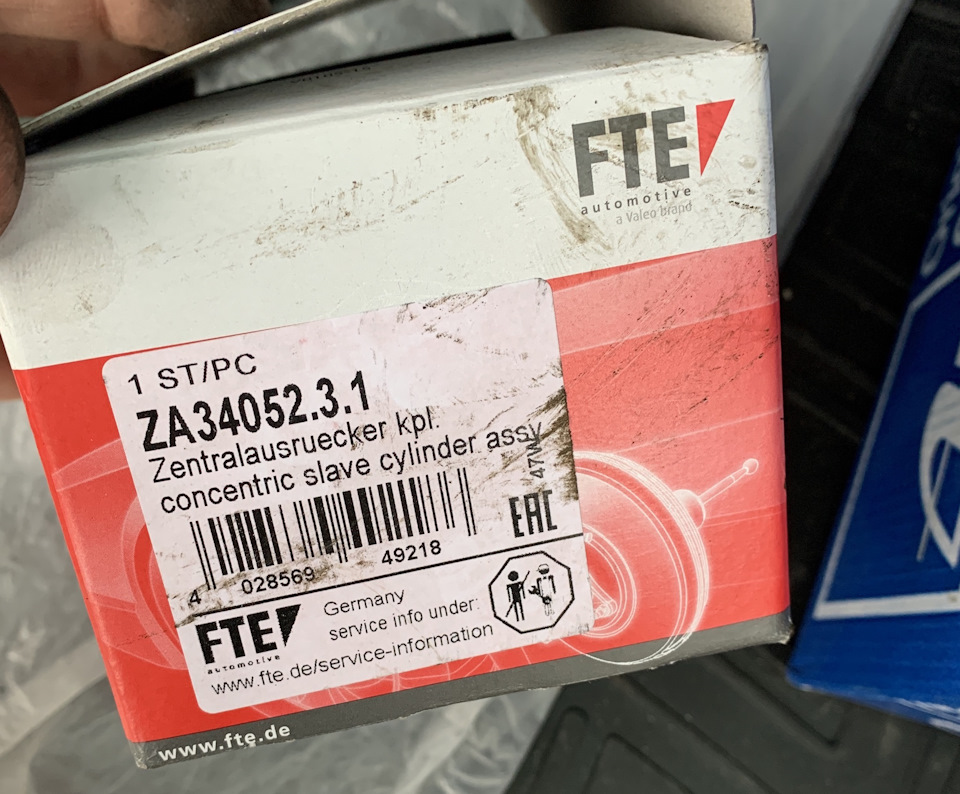 FTE
automotive
a Valeo brand
1 ST/PC
ZA34052.3.1
Zentralausruecker kpl.
concentric slave cylinder assy
47W
EAC
4 028569 49218
FTE
automotive
Germany
service info under:
www.fte.de/service-information
www.fte.de